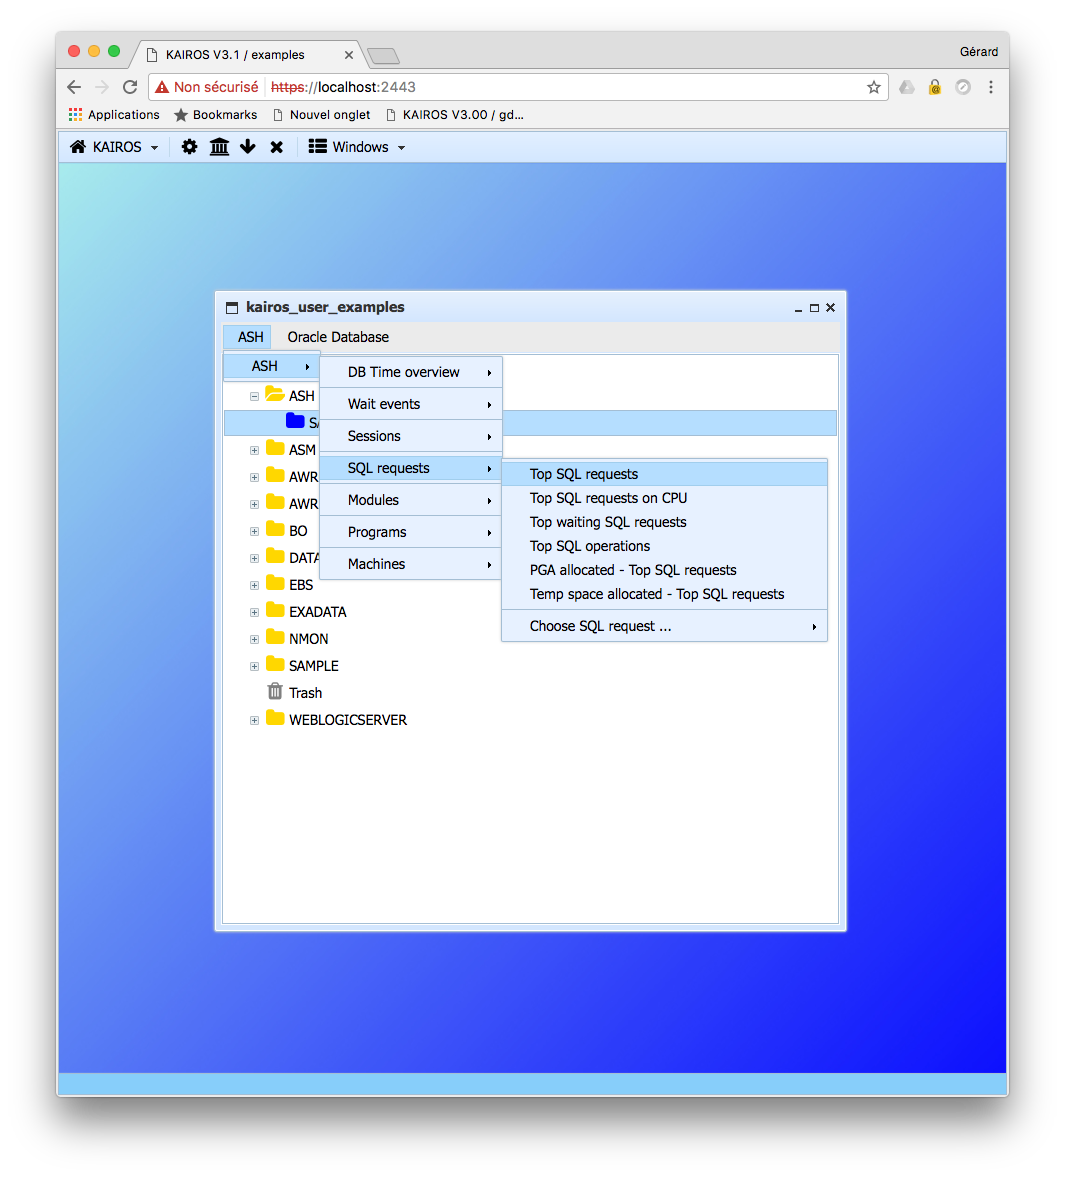 KAIROS V3.1 / examples
Gérard
Non sécurisé https://localhost:2443
Applications Bookmarks Nouvel onglet KAIROS V3.00 / gd...
KAIROS Windows
kairos_user_examples
ASH Oracle Database
ASH
DB Time overview
Wait events
Sessions
SQL requests
Modules
Programs
Machines
Top SQL requests
Top SQL requests on CPU
Top waiting SQL requests
Top SQL operations
PGA allocated - Top SQL requests
Temp space allocated - Top SQL requests
Choose SQL request ...
ASH
ASM
AWR
AWR
BO
DATA
EBS
EXADATA
NMON
SAMPLE
Trash
WEBLOGICSERVER